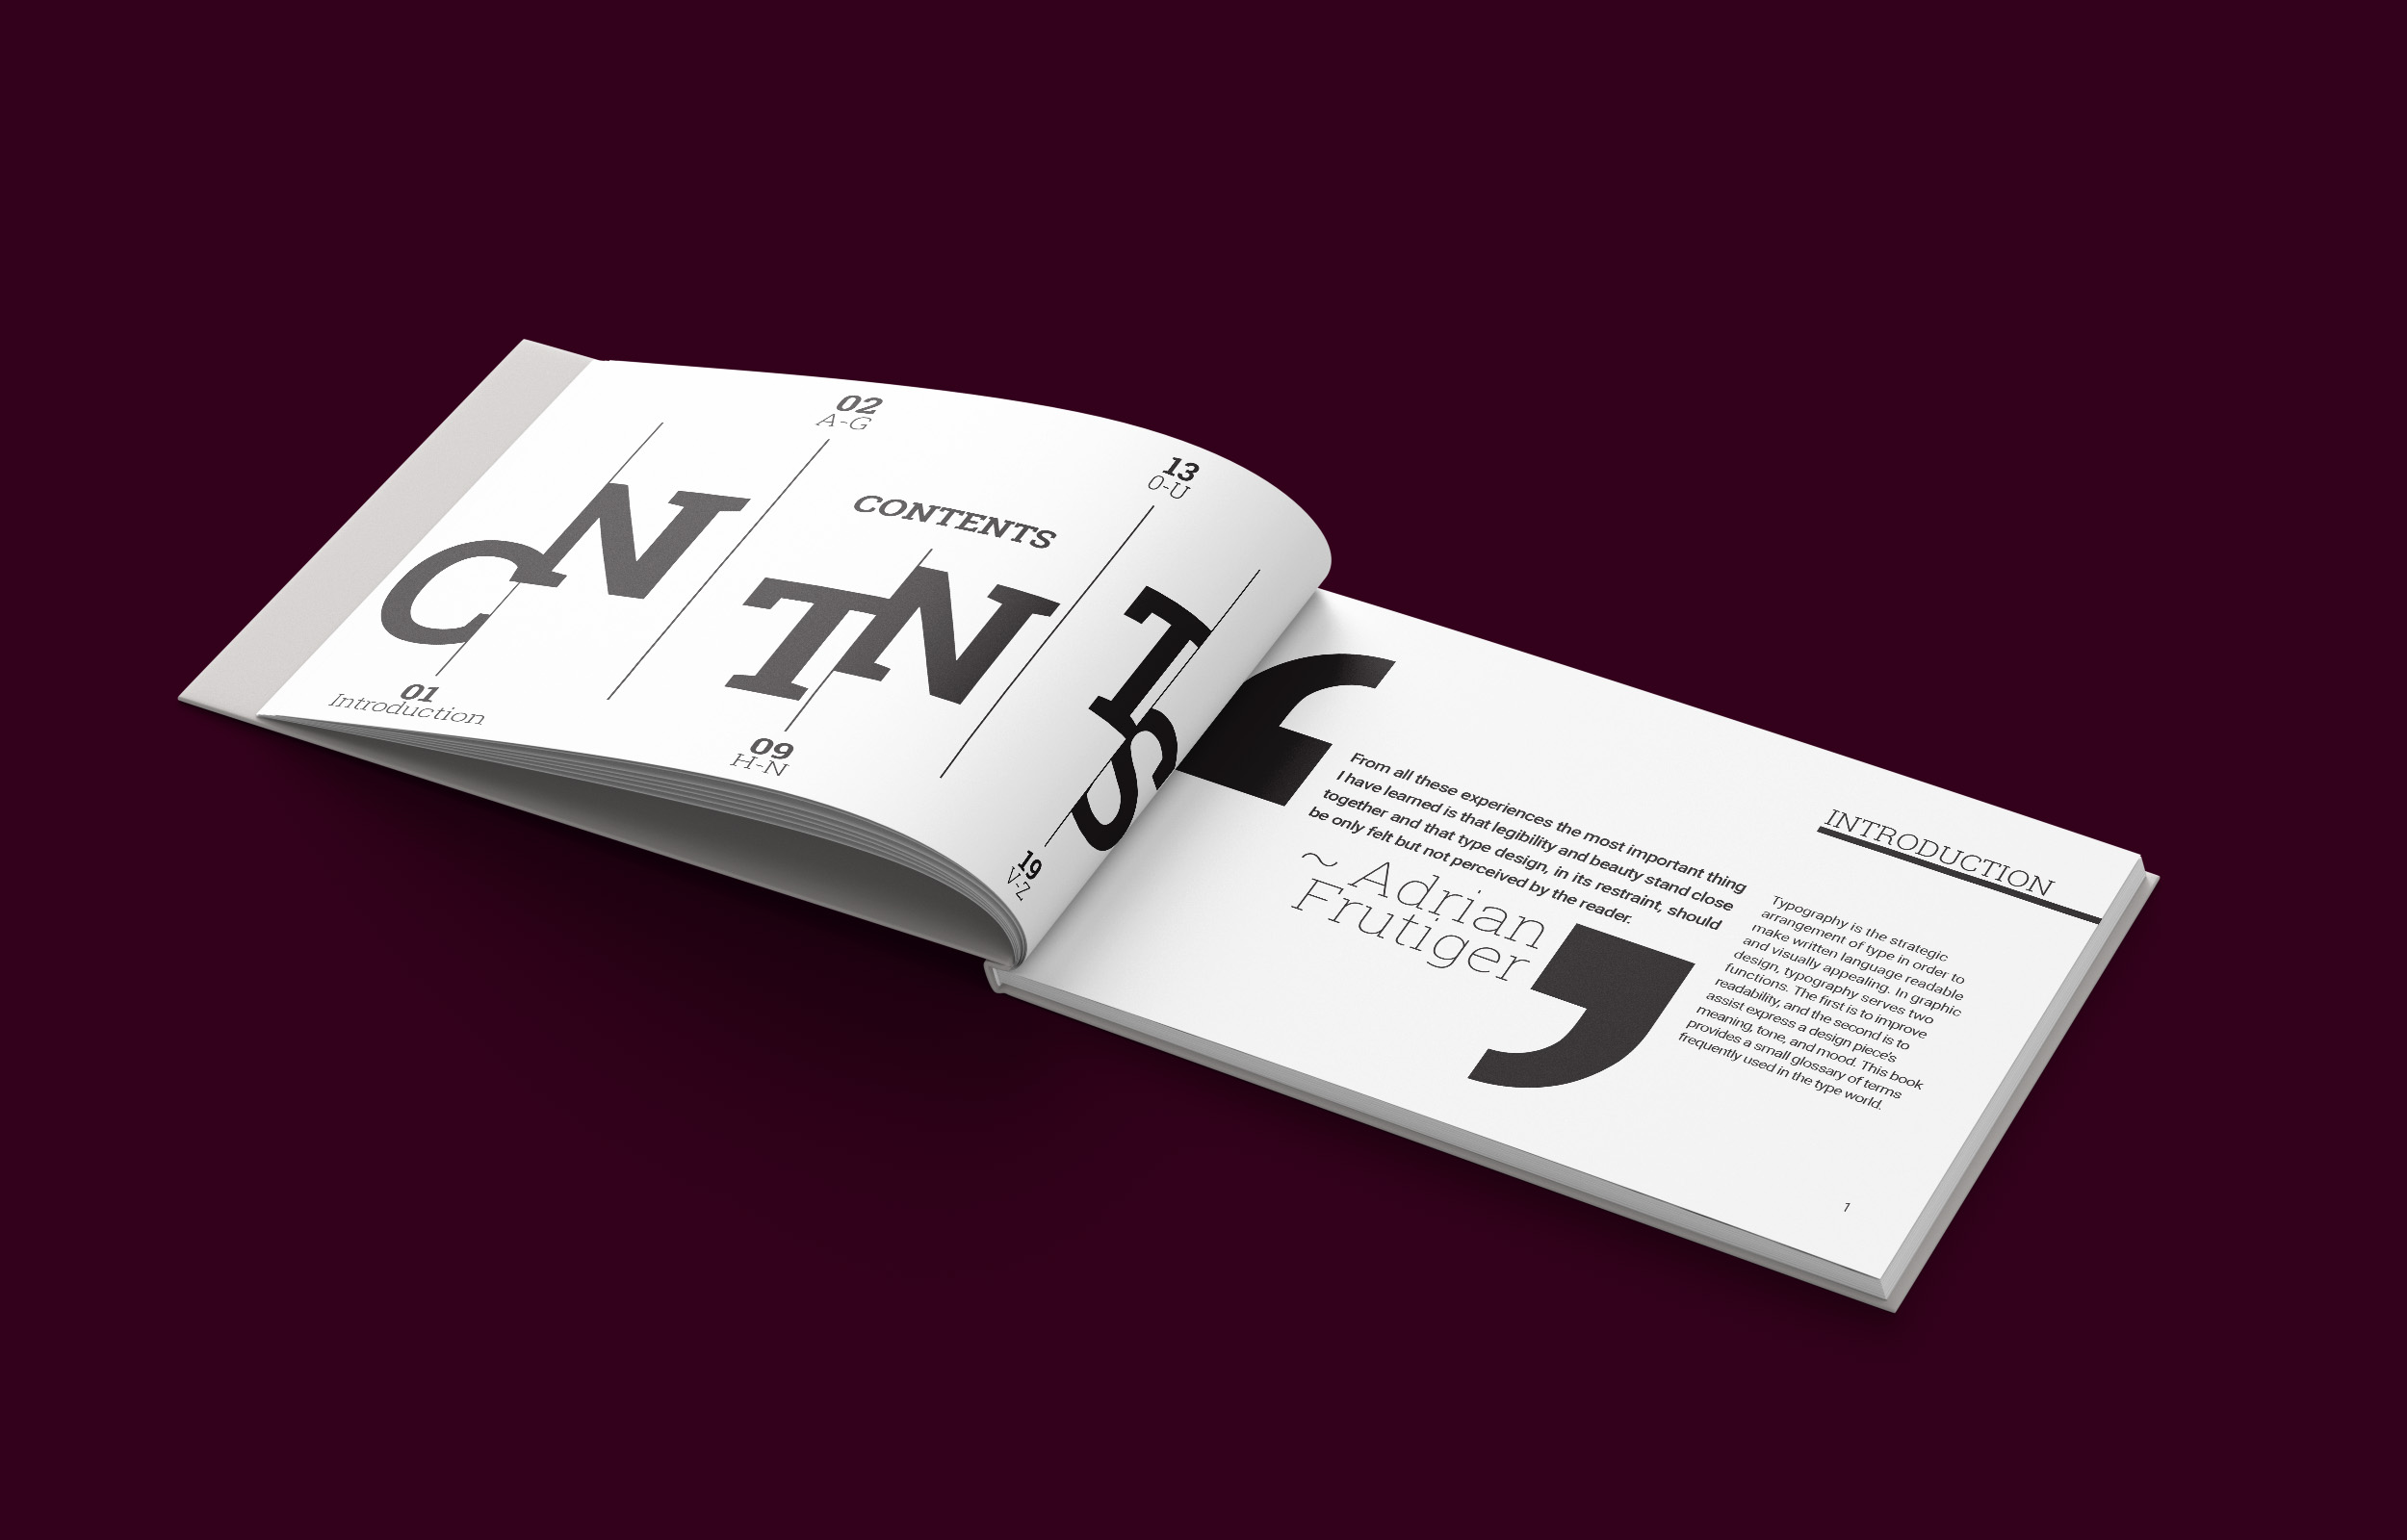 02
A-G
13
0-U
CONTENTS
C N T N T S
01
Introduction
09
H-N
19
V-Z
‘
From all these experiences the most important thing
I have learned is that legibility and beauty stand close
together and that type design, in its restraint, should
be only felt but not perceived by the reader.
~ Adrian
Frutiger
’
INTRODUCTION
Typography is the strategic
arrangement of type in order to
make written language readable
and visually appealing. In graphic
design, typography serves two
functions. The first is to improve
readability, and the second is to
assist express a design piece's
meaning, tone, and mood. This book
provides a small glossary of terms
frequently used in the type world.
1